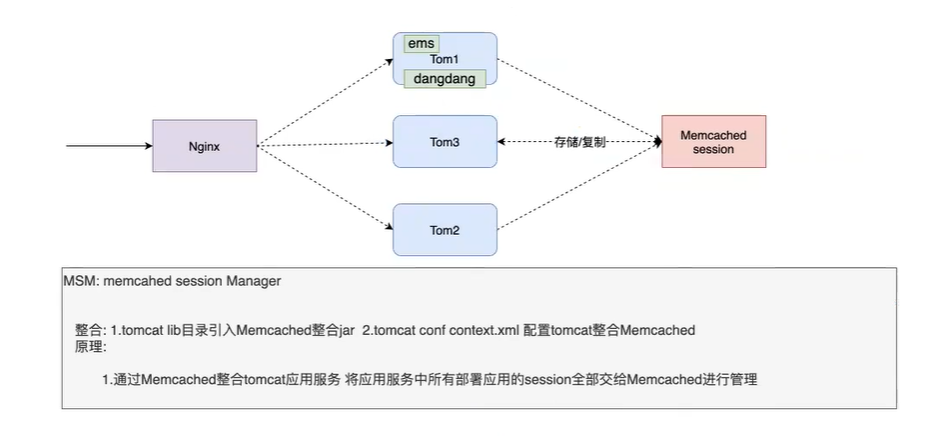 ems
Tom1
dangdang
Nginx
Tom3
存储/复制
Memcached
session
Tom2
MSM: memcahed session Manager
整合: 1.tomcat lib目录引入Memcached整合jar 2.tomcat conf context.xml 配置tomcat整合Memcached
原理:
1.通过Memcached整合tomcat应用服务 将应用服务中所有部署应用的session全部交给Memcached进行管理